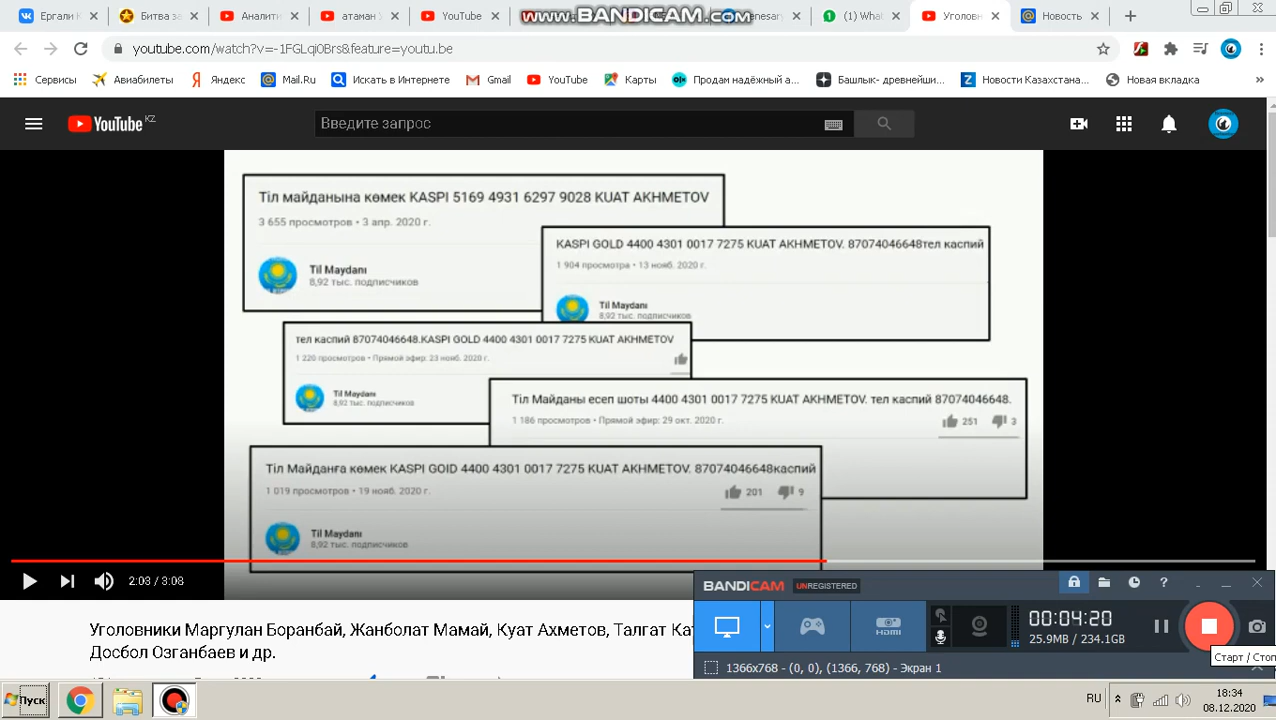 Ергали К
Битва за
Аналити
атаман У
YouTube
www.BANDICAM.com
enesary
(1) What
Уголовн
Новость
youtube.com/watch?v=-1FGLqi0Brs&feature=youtu.be
Сервисы
Авиабилеты
Яндекс
Mail.Ru
Искать в Интернете
Gmail
YouTube
Карты
Продам надёжный а...
Башлык- древнейши...
Новости Казахстана...
Новая вкладка
YouTube KZ
Введите запрос
Тіл майданына көмек KASPI 5169 4931 6297 9028 KUAT AKHMETOV
3 655 просмотров • 3 апр. 2020 г.
Til Maydanı
8,92 тыс. подписчиков
KASPI GOLD 4400 4301 0017 7275 KUAT AKHMETOV. 87074046648тел каспий
1 904 просмотра • 13 нояб. 2020 г.
Til Maydanı
8,92 тыс. подписчиков
тел каспий 87074046648.KASPI GOLD 4400 4301 0017 7275 KUAT AKHMETOV
1 220 просмотров • Прямой эфир: 23 нояб. 2020 г.
Til Maydanı
8,92 тыс. подписчиков
Тіл Майданы есеп шоты 4400 4301 0017 7275 KUAT AKHMETOV. тел каспий 87074046648.
1 186 просмотров • Прямой эфир: 29 окт. 2020 г.
251
3
Тіл Майданға көмек KASPI GOID 4400 4301 0017 7275 KUAT AKHMETOV. 87074046648каспий
1 019 просмотров • 19 нояб. 2020 г.
201
9
Til Maydanı
8,92 тыс. подписчиков
2:03 / 3:08
Уголовники Маргулан Боранбай, Жанболат Мамай, Куат Ахметов, Талгат Ка
Досбол Озганбаев и др.
BANDICAM
UNREGISTERED
HDMI
00:04:20
25.9MB / 234.1GB
1366x768 - (0, 0), (1366, 768) - Экран 1
Старт / Стоп
Пуск
RU
18:34
08.12.2020